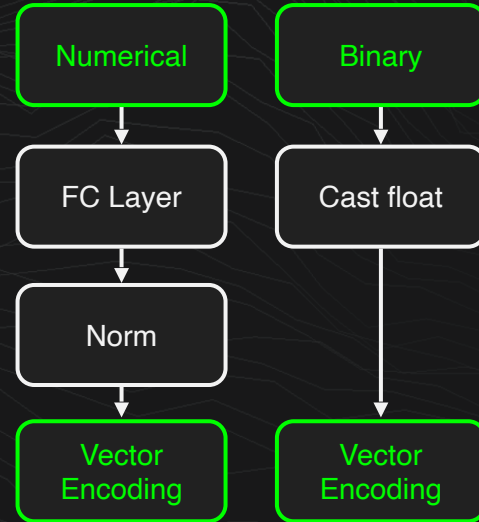 Numerical
Binary
FC Layer
Cast float
Norm
Vector
Encoding
Vector
Encoding